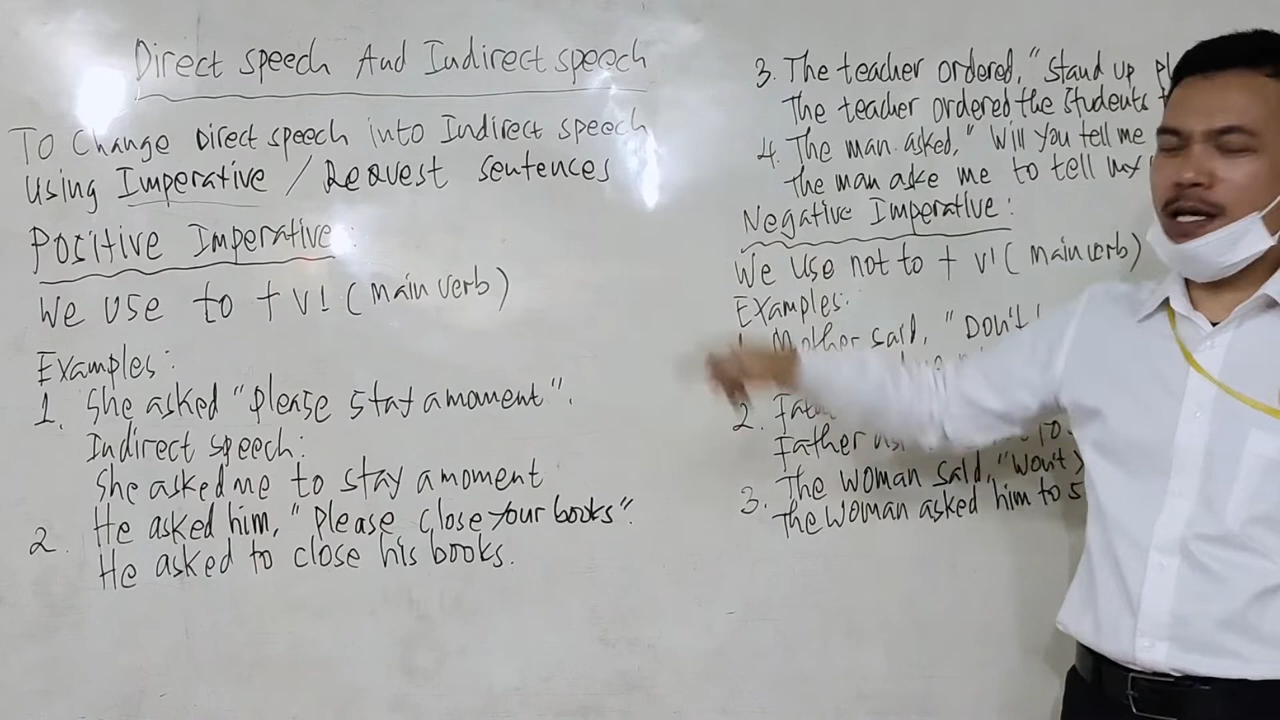 Direct speech And Indirect speech
To Change Direct speech into Indirect speech
Using Imperative / Request sentences
Positive Imperative:
We use to + V1 (main verb)
Examples:
1. She asked "please stay a moment".
Indirect speech:
She asked me to stay a moment
2. He asked him, "please close your books".
He asked to close his books.
3. The teacher ordered, "stand up
The teacher ordered the students
4. The man asked, "Will you tell me
The man aske me to tell
Negative Imperative:
We use not to + V1 (main verb)
Examples:
1. Mother said, "Don't
2.
Father
3. The woman said, "Won't
The woman asked him to